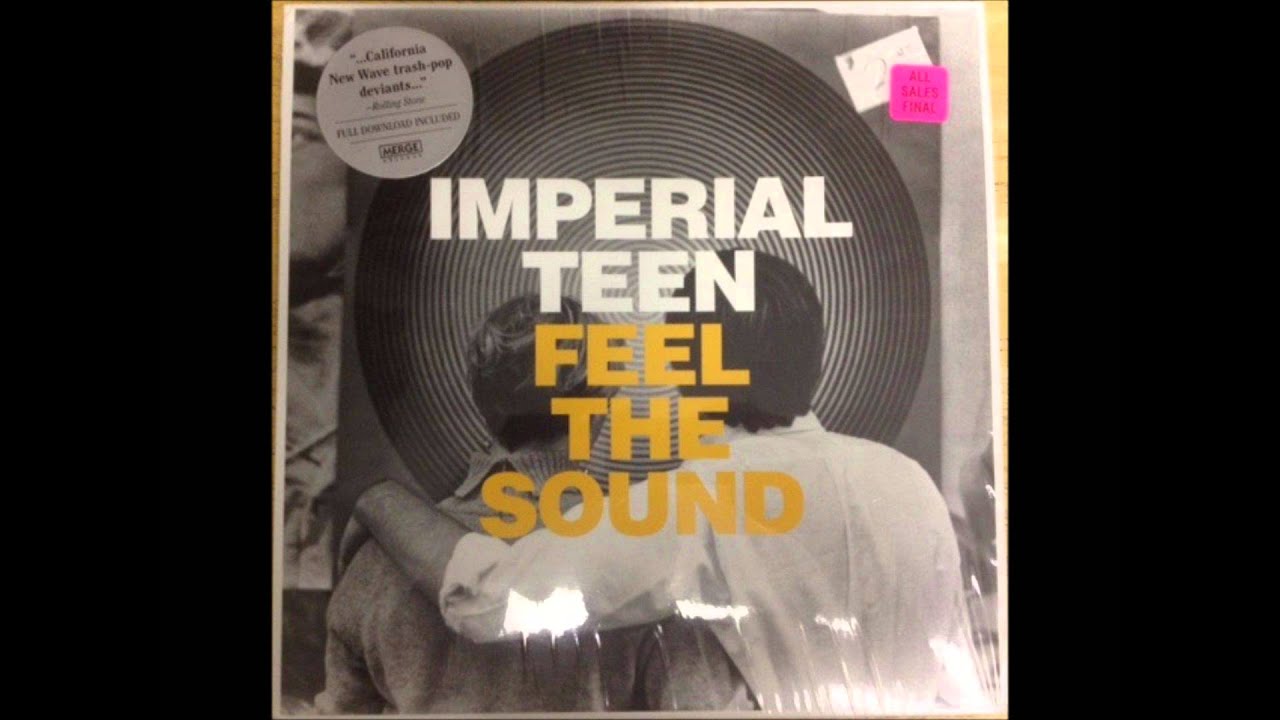 "...California
New Wave trash-pop
deviants..."
–Rolling Stone
FULL DOWNLOAD INCLUDED
MERGE
RECORDS
ALL
SALES
FINAL
IMPERIAL
TEEN
FEEL
THE
SOUND